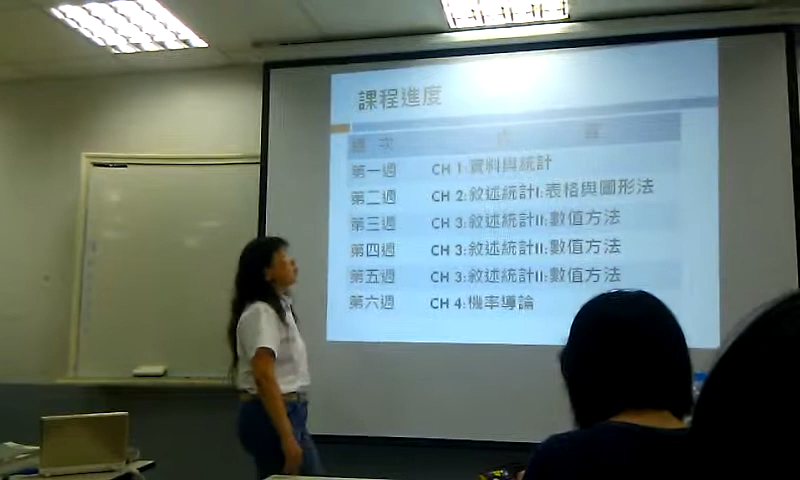 課程進度
週 次 內 容
第一週 CH 1:資料與統計
第二週 CH 2:敘述統計I:表格與圖形法
第三週 CH 3:敘述統計II:數值方法
第四週 CH 3:敘述統計II:數值方法
第五週 CH 3:敘述統計II:數值方法
第六週 CH 4:機率導論